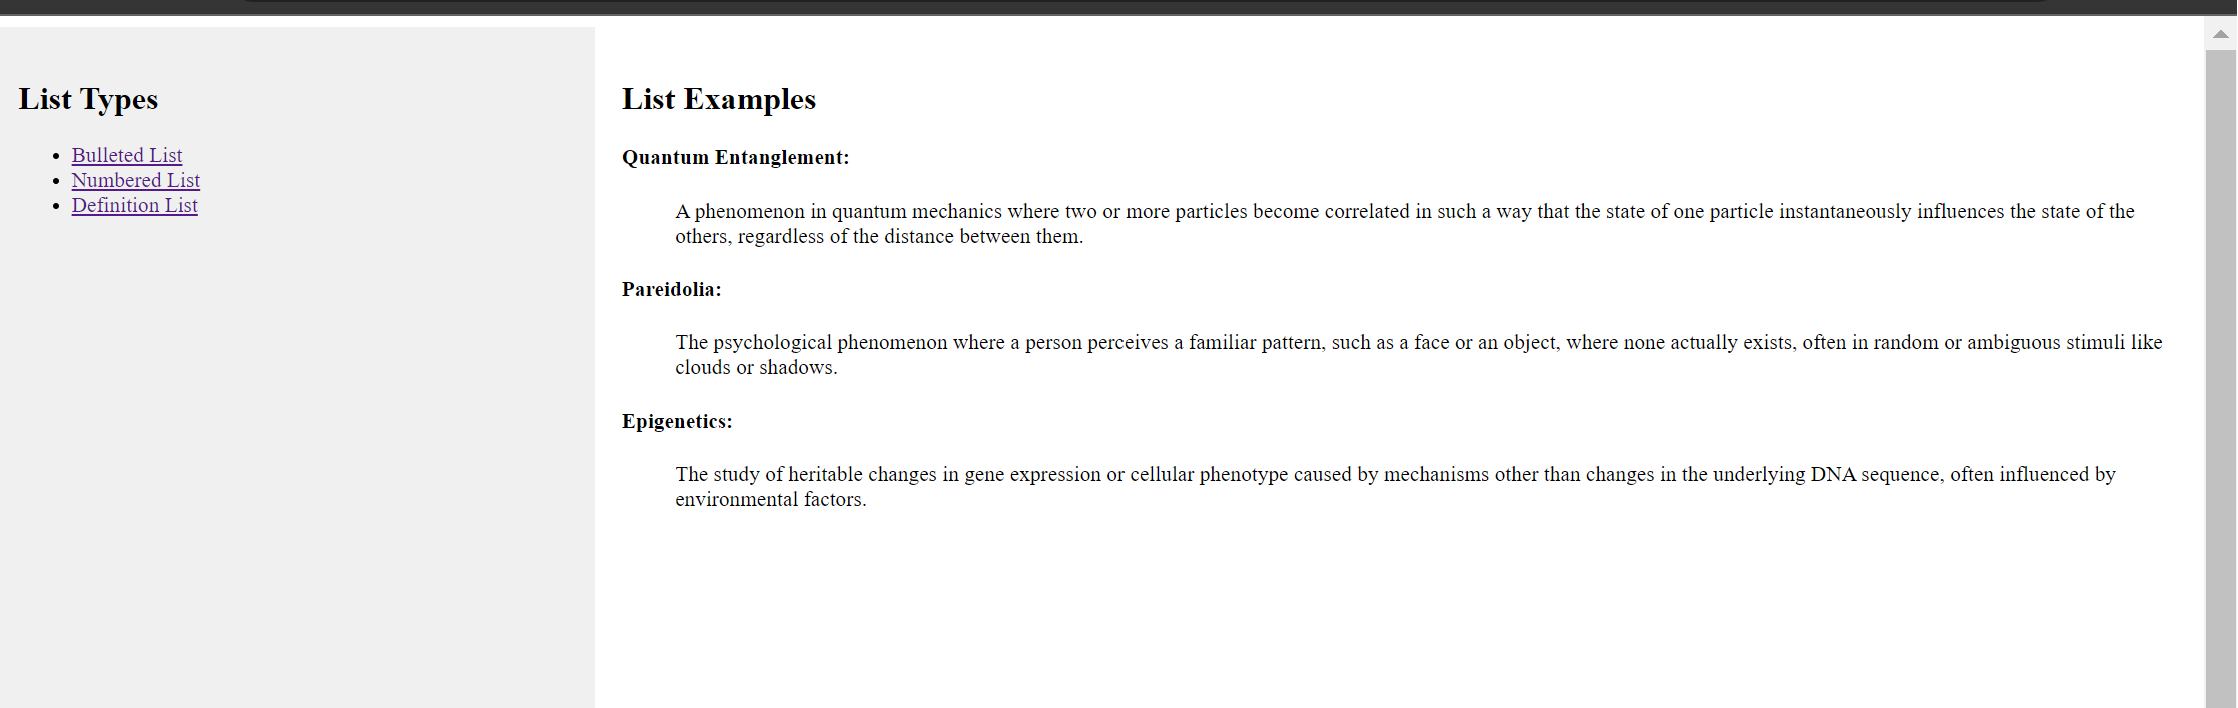 List Types
Bulleted List
Numbered List
Definition List
List Examples
Quantum Entanglement:
A phenomenon in quantum mechanics where two or more particles become correlated in such a way that the state of one particle instantaneously influences the state of the
others, regardless of the distance between them.
Pareidolia:
The psychological phenomenon where a person perceives a familiar pattern, such as a face or an object, where none actually exists, often in random or ambiguous stimuli like
clouds or shadows.
Epigenetics:
The study of heritable changes in gene expression or cellular phenotype caused by mechanisms other than changes in the underlying DNA sequence, often influenced by
environmental factors.